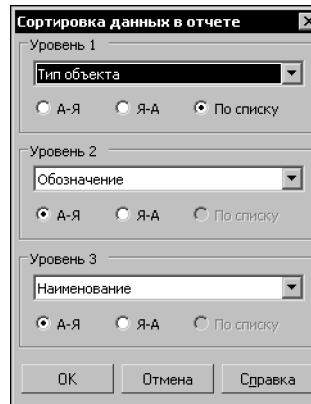 Сортировка данных в отчете
Уровень 1
Тип объекта
А-Я Я-А По списку
Уровень 2
Обозначение
А-Я Я-А По списку
Уровень 3
Наименование
А-Я Я-А По списку
OK Отмена Справка